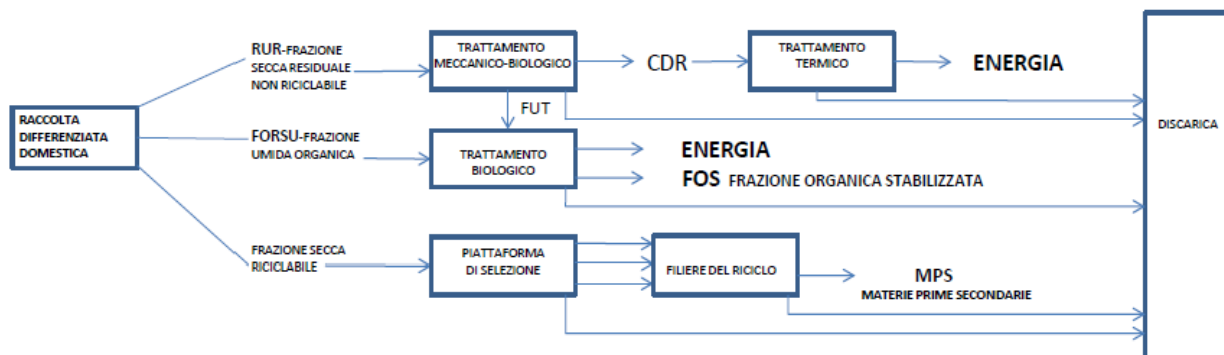 RACCOLTA
DIFFERENZIATA
DOMESTICA
RUR-FRAZIONE
SECCA RESIDUALE
NON RICICLABILE
TRATTAMENTO
MECCANICO-BIOLOGICO
CDR
TRATTAMENTO
TERMICO
ENERGIA
FUT
FORSU-FRAZIONE
UMIDA ORGANICA
TRATTAMENTO
BIOLOGICO
ENERGIA
FOS FRAZIONE ORGANICA STABILIZZATA
FRAZIONE SECCA
RICICLABILE
PIATTAFORMA
DI SELEZIONE
FILIERE DEL RICICLO
MPS
MATERIE PRIME SECONDARIE
DISCARICA